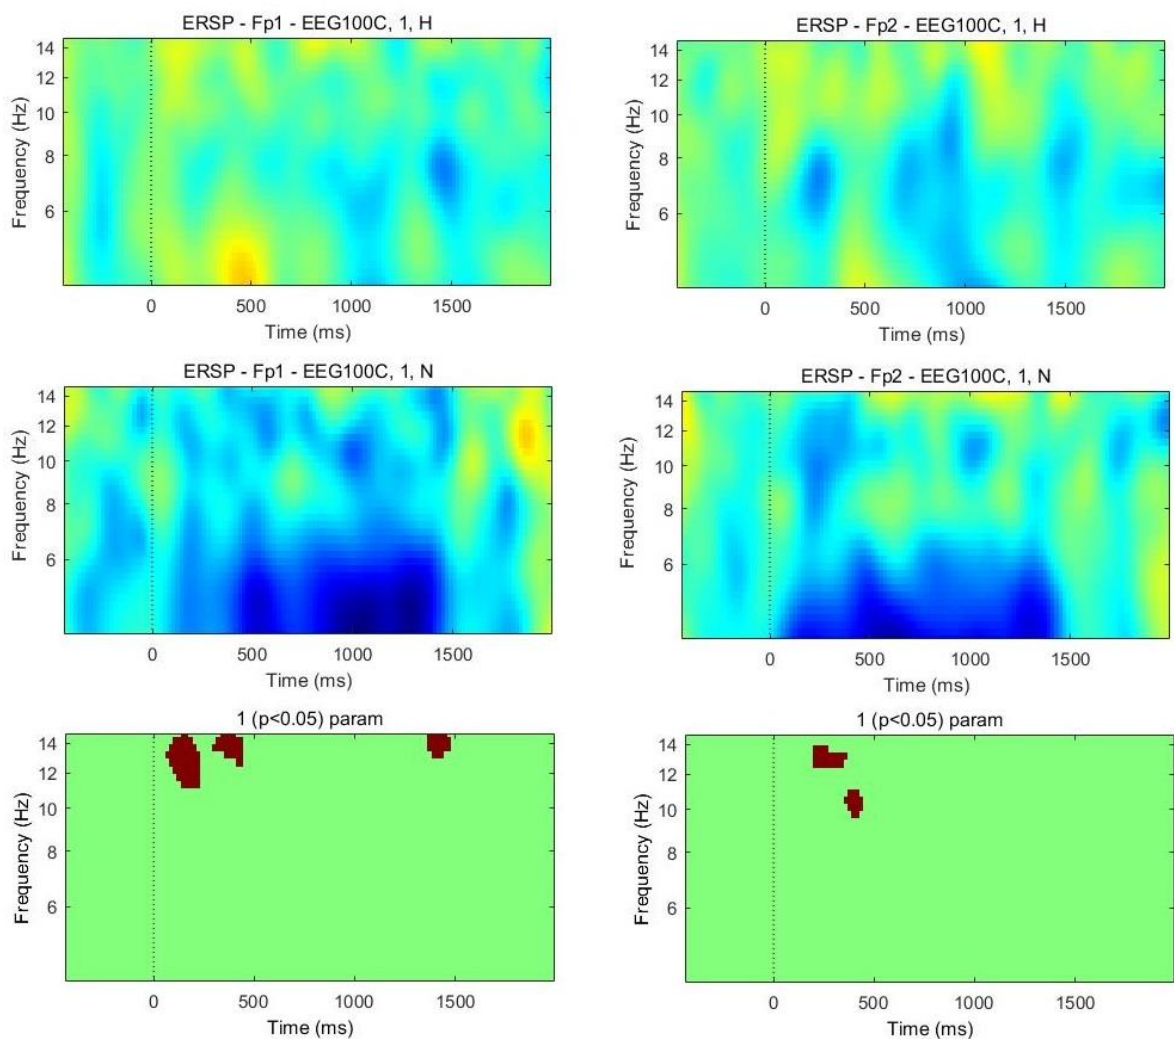 ERSP - Fp1 - EEG100C, 1, H
14
12
10
8
6
Frequency (Hz)
0 500 1000 1500
Time (ms)
ERSP - Fp2 - EEG100C, 1, H
14
12
10
8
6
Frequency (Hz)
0 500 1000 1500
Time (ms)
ERSP - Fp1 - EEG100C, 1, N
14
12
10
8
6
Frequency (Hz)
0 500 1000 1500
Time (ms)
ERSP - Fp2 - EEG100C, 1, N
14
12
10
8
6
Frequency (Hz)
0 500 1000 1500
Time (ms)
1 (p<0.05) param
14
12
10
8
6
Frequency (Hz)
0 500 1000 1500
Time (ms)
1 (p<0.05) param
14
12
10
8
6
Frequency (Hz)
0 500 1000 1500
Time (ms)